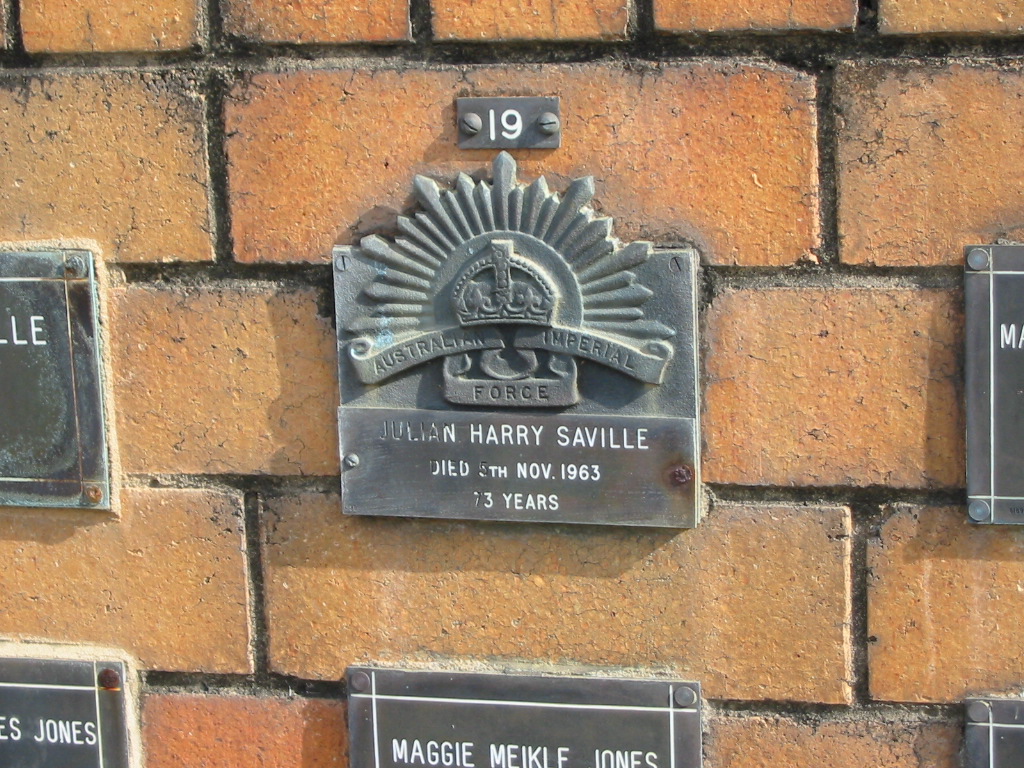 19
AUSTRALIAN IMPERIAL
FORCE
JULIAN HARRY SAVILLE
DIED 5TH NOV. 1963
73 YEARS
LLE
MA
ES JONES
MAGGIE MEIKLE JONES